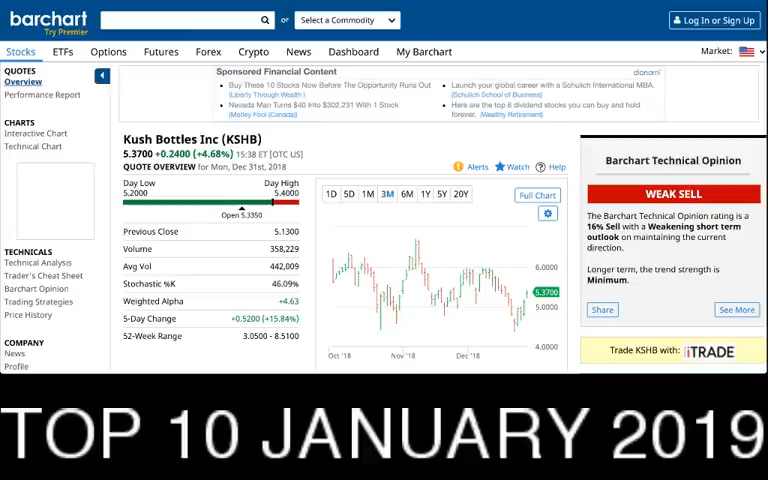 barchart
Try Premier
or
Select a Commodity
Log In or Sign Up
Stocks ETFs Options Futures Forex Crypto News Dashboard My Barchart Market:
QUOTES
Overview
Performance Report
CHARTS
Interactive Chart
Technical Chart
TECHNICALS
Technical Analysis
Trader's Cheat Sheet
Barchart Opinion
Trading Strategies
Price History
COMPANY
News
Profile
Sponsored Financial Content
dianomi
Buy These 10 Stocks Now Before The Opportunity Runs Out
(Liberty Through Wealth )
Nevada Man Turns $40 Into $302,231 With 1 Stock
(Motley Fool (Canada))
Launch your global career with a Schulich International MBA.
(Schulich School of Business)
Here are the top 6 dividend stocks you can buy and hold
forever. (Wealthy Retirement)
Kush Bottles Inc (KSHB)
5.3700 +0.2400 (+4.68%) 15:38 ET [OTC US]
QUOTE OVERVIEW for Mon, Dec 31st, 2018
Alerts Watch Help
Day Low Day High
5.2000 5.4000
Open 5.3350
Previous Close 5.1300
Volume 358,229
Avg Vol 442,009
Stochastic %K 46.09%
Weighted Alpha +4.63
5-Day Change +0.5200 (+15.84%)
52-Week Range 3.0500 - 8.5100
1D 5D 1M 3M 6M 1Y 5Y 20Y Full Chart
6.0000
5.3700
5.0000
4.0000
Oct '18 Nov '18 Dec '18
Barchart Technical Opinion
WEAK SELL
The Barchart Technical Opinion rating is a
16% Sell with a Weakening short term
outlook on maintaining the current
direction.
Longer term, the trend strength is
Minimum.
Share See More
Trade KSHB with: iTRADE
TOP 10 JANUARY 2019